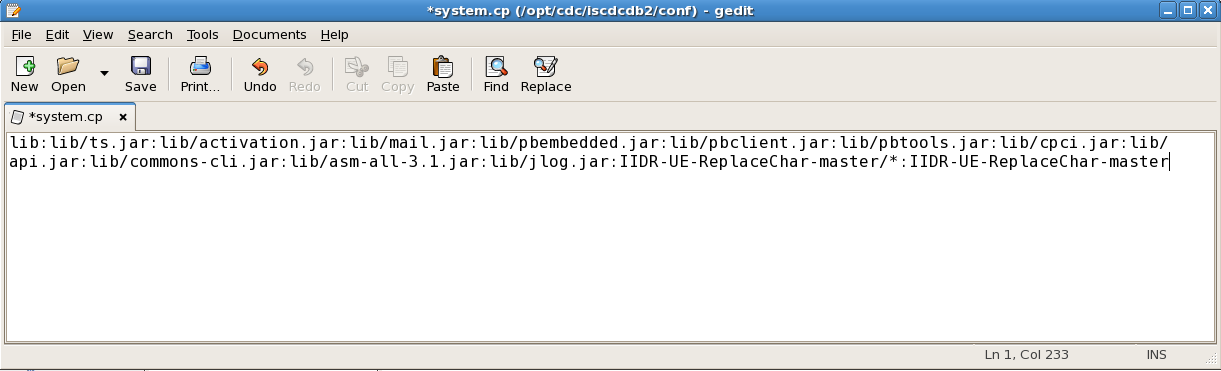 *system.cp (/opt/cdc/iscdcdb2/conf) - gedit
File Edit View Search Tools Documents Help
New Open Save Print... Undo Redo Cut Copy Paste Find Replace
*system.cp
lib:lib/ts.jar:lib/activation.jar:lib/mail.jar:lib/pbembedded.jar:lib/pbclient.jar:lib/pbtools.jar:lib/cpci.jar:lib/
api.jar:lib/commons-cli.jar:lib/asm-all-3.1.jar:lib/jlog.jar:IIDR-UE-ReplaceChar-master/*:IIDR-UE-ReplaceChar-master
Ln 1, Col 233 INS